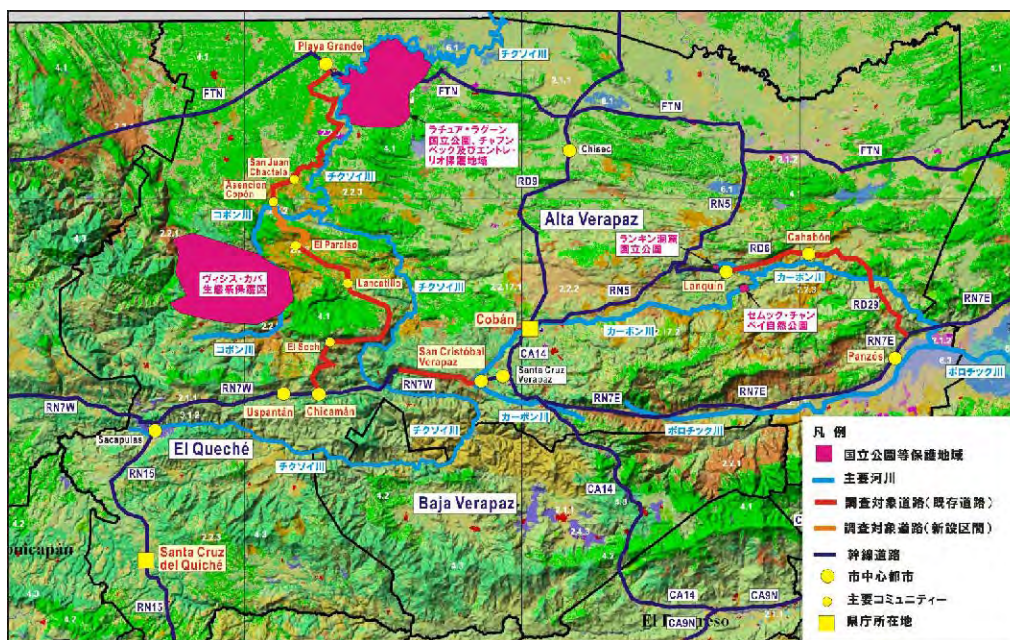 Playa Grande
チクソイ川
FTN
FTN
FTN
FTN
ラチュア・ラグーン
国立公園、チャフン
ベック及びエントレ・
リオ保護地域
Chisec
San Juan
Chactela
Asencion
Copón
チクソイ川
コポン川
RD9
RN5
Alta Verapaz
El Paraiso
ランキン洞窟
国立公園
RD6
Cahabón
ヴィシス・カバ
生態系保護区
Lancetillo
チクソイ川
Lanquin
カーボン川
RN5
RD29
セムック・チャン
ペイ自然公園
Cobán
カーボン川
RN7E
コポン川
El Soch
San Cristóbal
Verapaz
CA14
Santa Cruz
Verapaz
RN7E
Panzós
ポロチック川
RN7W
RN7W
Uspantán
Chicamán
カーボン川
RN7E
RN7E
ポロチック川
Sacapulas
チクソイ川
チクソイ川
El Queché
RN15
Baja Verapaz
CA14
Santa Cruz
del Quiché
RN15
CA14
CA9N
CA9N
凡 例
国立公園等保護地域
主要河川
調査対象道路(既存道路)
調査対象道路(新設区間)
幹線道路
市中心都市
主要コミュニティー
県庁所在地